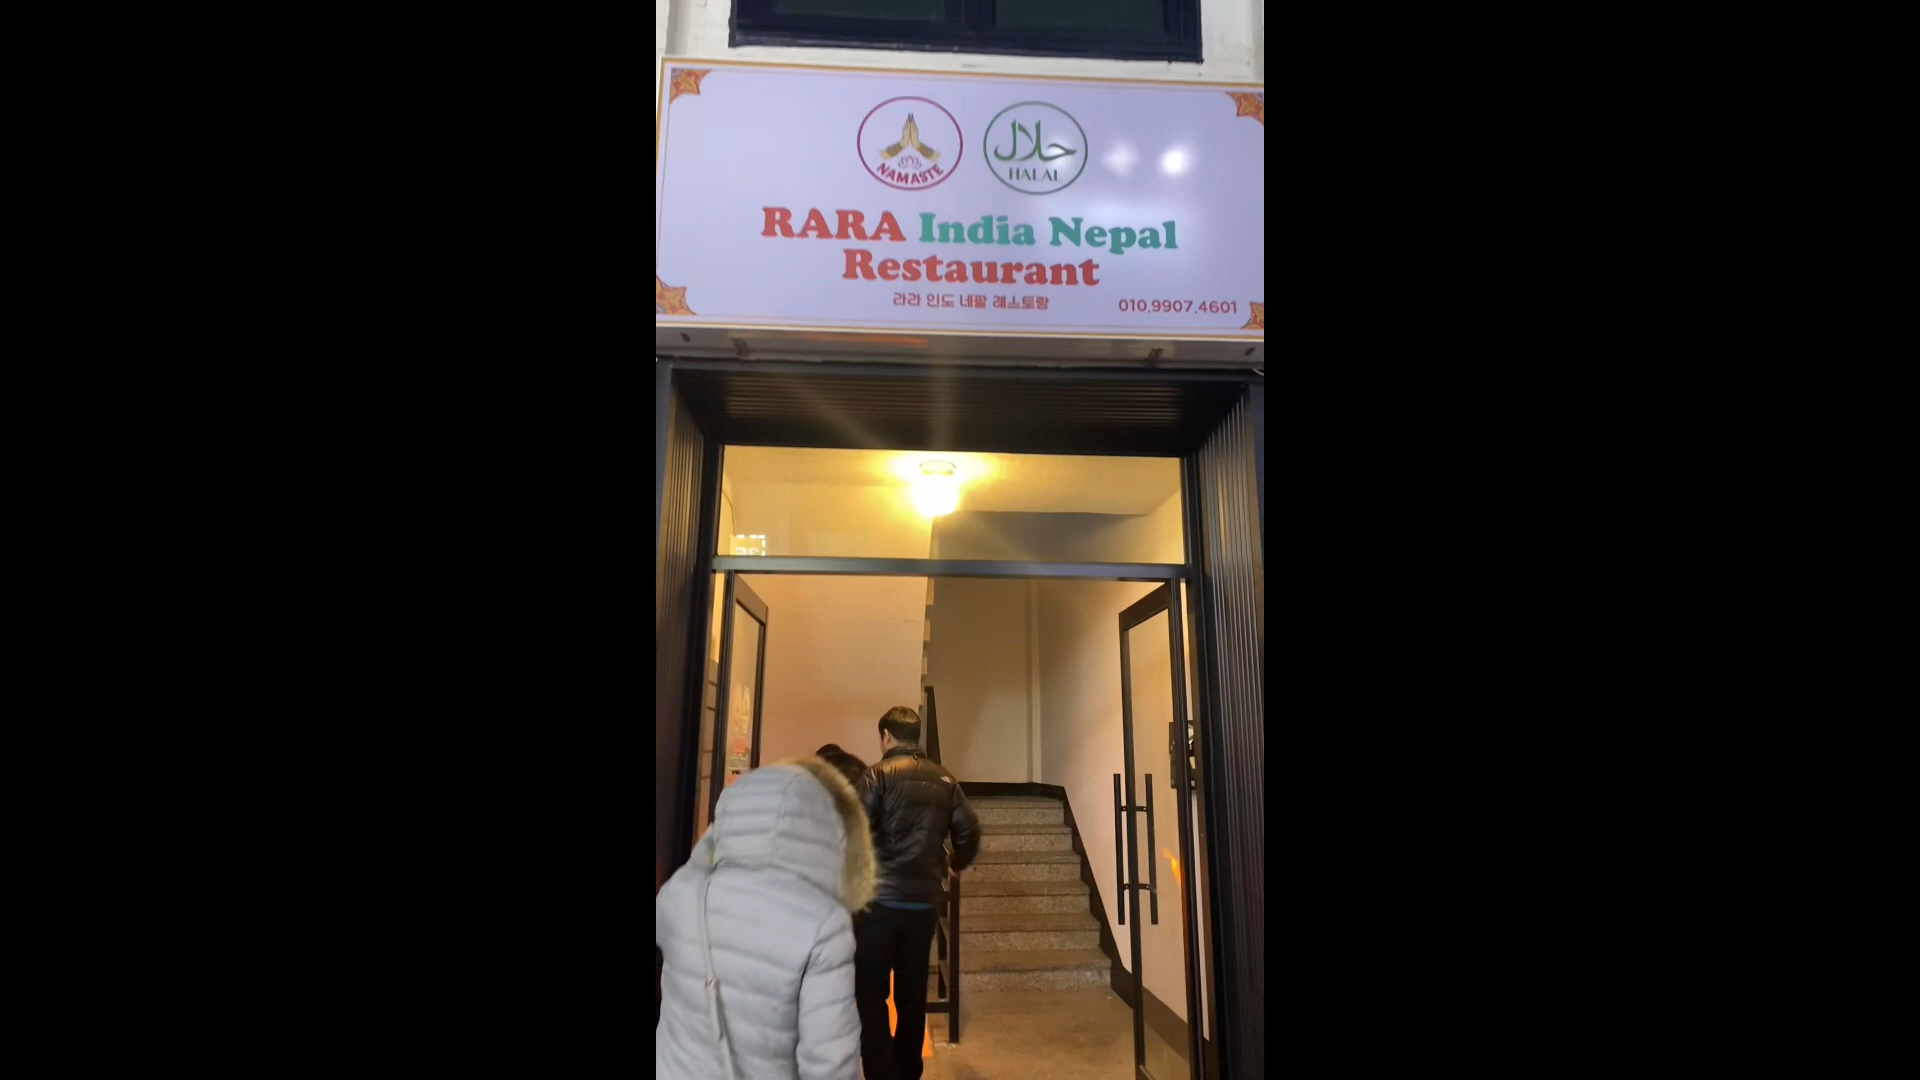 NAMASTE
حلال
HALAL
RARA India Nepal
Restaurant
라라 인도 네팔 레스토랑
010.9907.4601